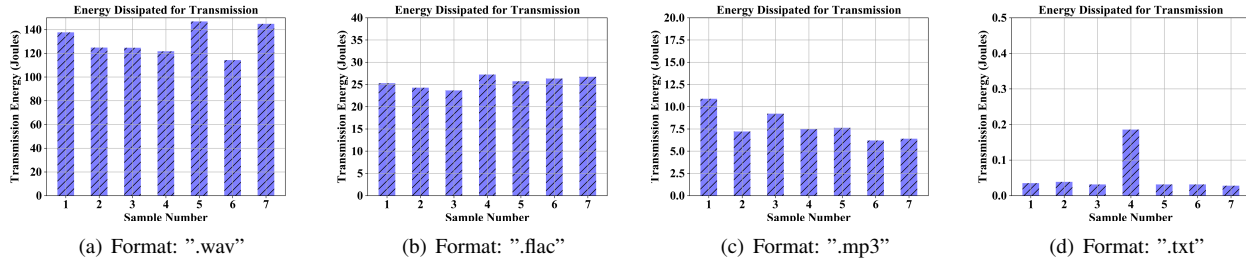 Energy Dissipated for Transmission
Transmission Energy (Joules)
140
120
100
80
60
40
20
0
1 2 3 4 5 6 7
Sample Number
(a) Format: ".wav"
Energy Dissipated for Transmission
Transmission Energy (Joules)
40
35
30
25
20
15
10
5
0
1 2 3 4 5 6 7
Sample Number
(b) Format: ".flac"
Energy Dissipated for Transmission
Transmission Energy (Joules)
20.0
17.5
15.0
12.5
10.0
7.5
5.0
2.5
0.0
1 2 3 4 5 6 7
Sample Number
(c) Format: ".mp3"
Energy Dissipated for Transmission
Transmission Energy (Joules)
0.5
0.4
0.3
0.2
0.1
0.0
1 2 3 4 5 6 7
Sample Number
(d) Format: ".txt"